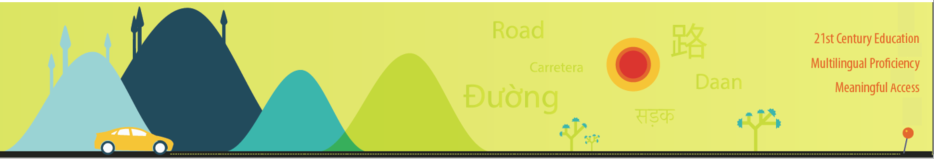 Road
路
Carretera
Daan
Đường
सड़क
21st Century Education
Multilingual Proficiency
Meaningful Access